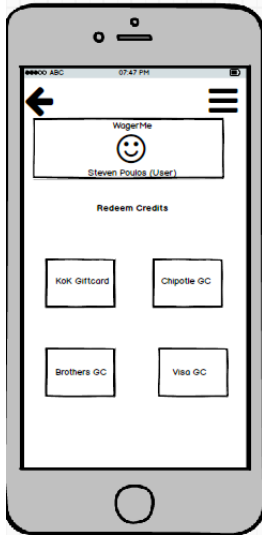 ABC 07:47 PM
WagerMe
Steven Poulos (User)
Redeem Credits
KoK Giftcard Chipotle GC
Brothers GC Visa GC